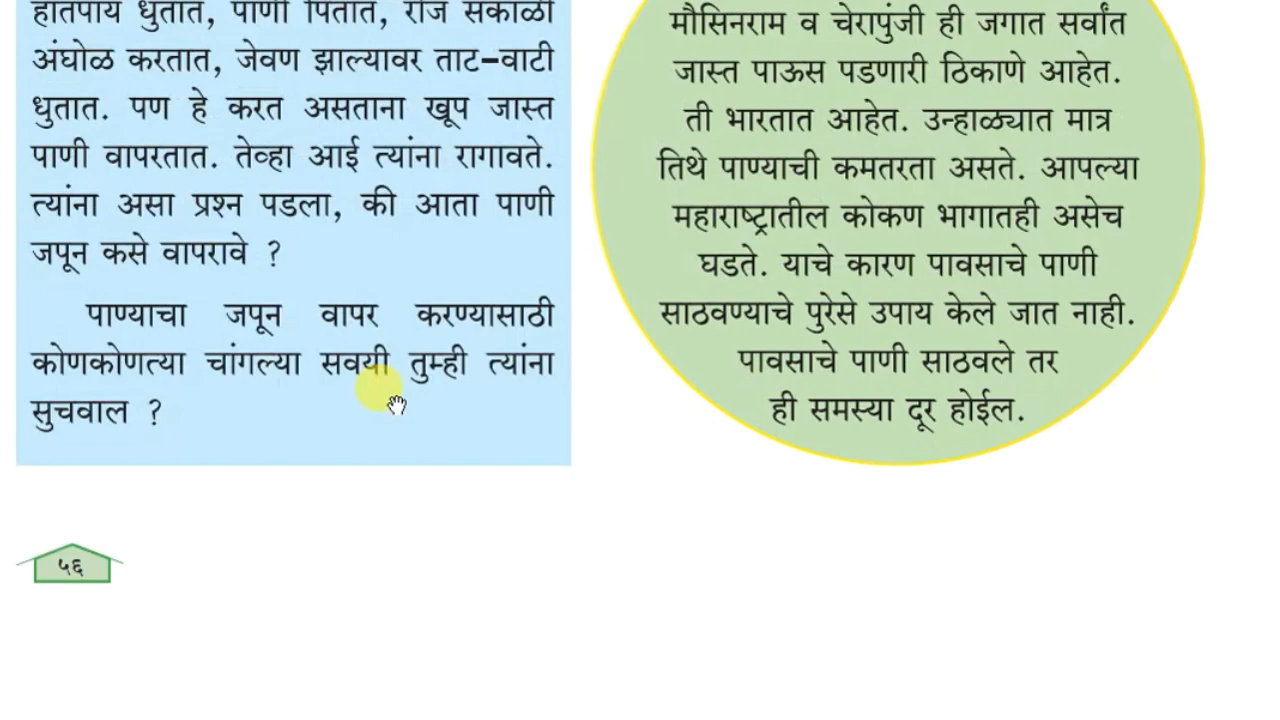 हातपाय धुतात, पाणी पितात, रोज सकाळी
अंघोळ करतात, जेवण झाल्यावर ताट-वाटी
धुतात. पण हे करत असताना खूप जास्त
पाणी वापरतात. तेव्हा आई त्यांना रागावते.
त्यांना असा प्रश्न पडला, की आता पाणी
जपून कसे वापरावे ?
पाण्याचा जपून वापर करण्यासाठी
कोणकोणत्या चांगल्या सवयी तुम्ही त्यांना
सुचवाल ?
मौसिनराम व चेरापुंजी ही जगात सर्वांत
जास्त पाऊस पडणारी ठिकाणे आहेत.
ती भारतात आहेत. उन्हाळ्यात मात्र
तिथे पाण्याची कमतरता असते. आपल्या
महाराष्ट्रातील कोकण भागातही असेच
घडते. याचे कारण पावसाचे पाणी
साठवण्याचे पुरेसे उपाय केले जात नाही.
पावसाचे पाणी साठवले तर
ही समस्या दूर होईल.
५६